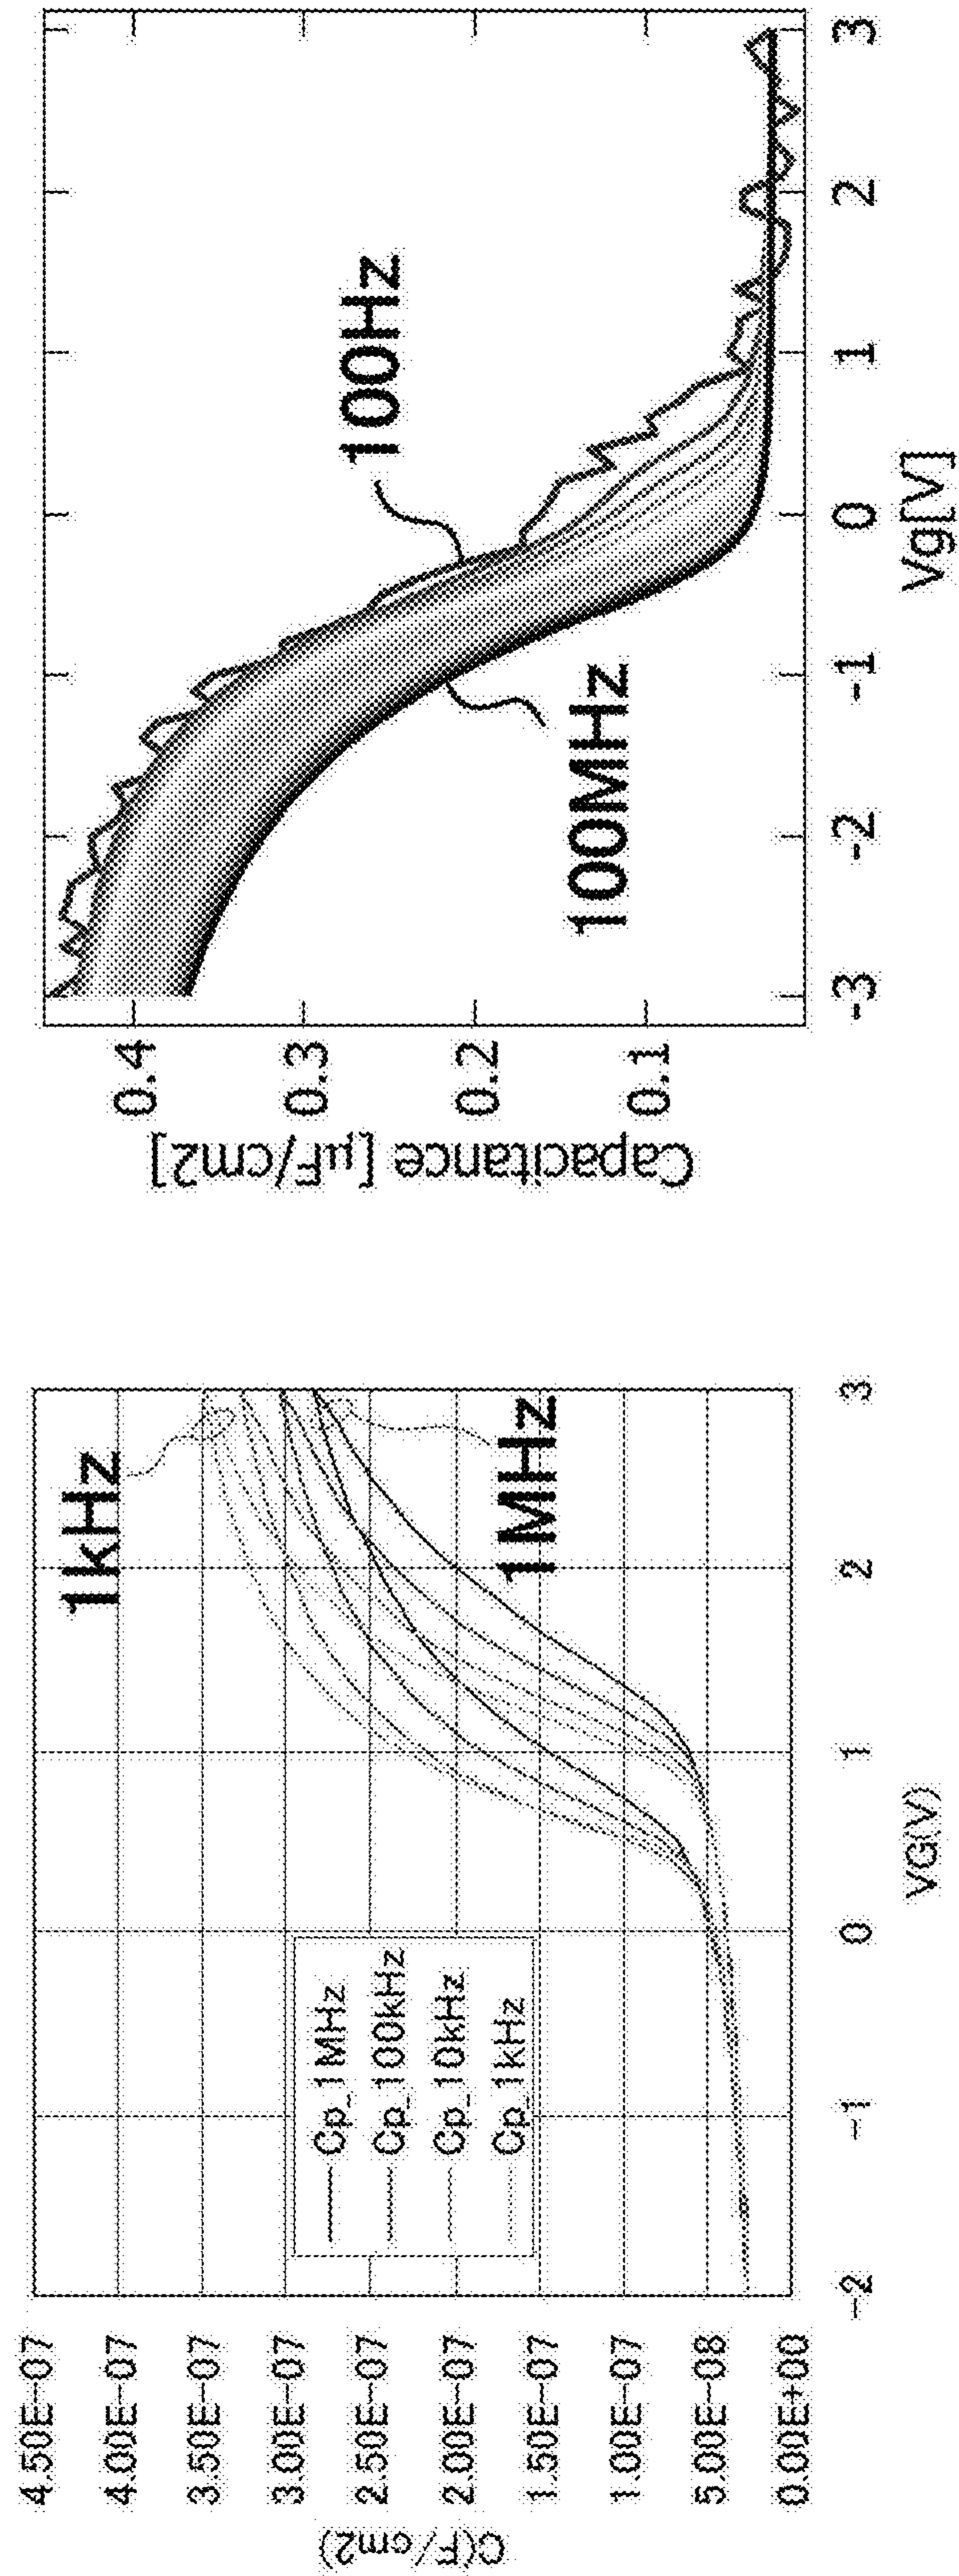 C(F/cm2)
4.50E-07
4.00E-07
3.50E-07
3.00E-07
2.50E-07
2.00E-07
1.50E-07
1.00E-07
5.00E-08
0.00E+00
1kHz
Cp_1MHz
Cp_100kHz
Cp_10kHz
Cp_1kHz
1MHz
-2 -1 0 1 2 3
VG(V)
Capacitance [μF/cm2]
0.4
0.3
0.2
0.1
100Hz
100MHz
-3 -2 -1 0 1 2 3
Vg[V]